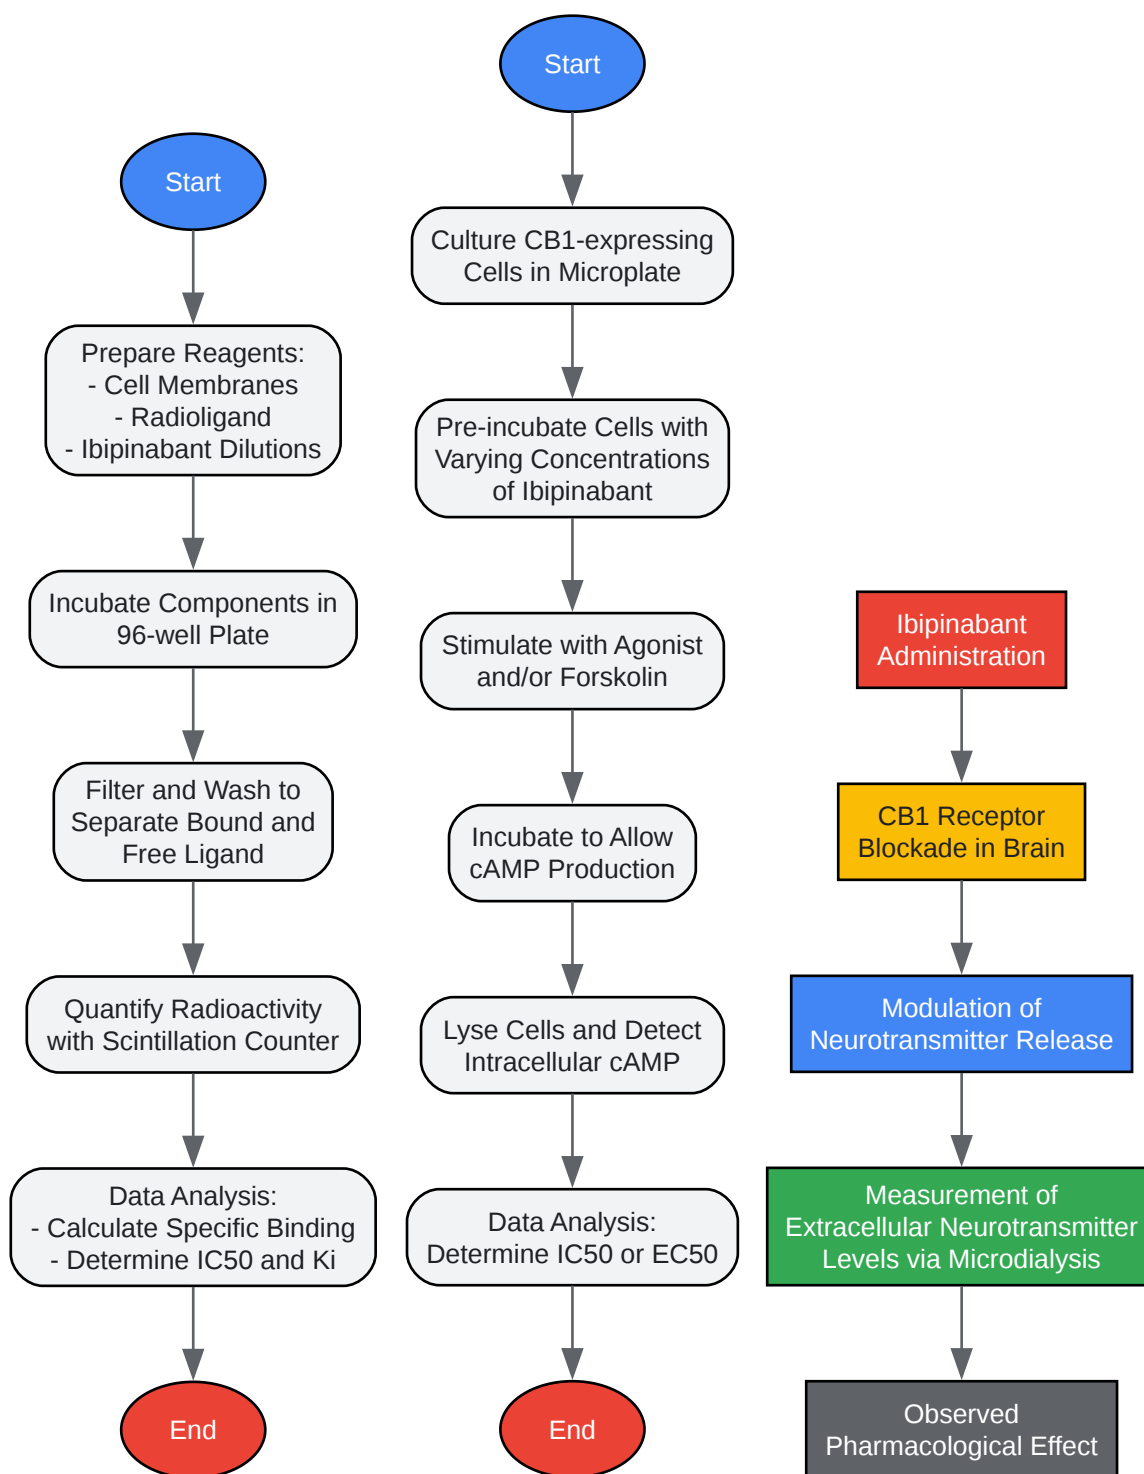 Start
Prepare Reagents:
- Cell Membranes
- Radioligand
- Ibipinabant Dilutions
Incubate Components in
96-well Plate
Filter and Wash to
Separate Bound and
Free Ligand
Quantify Radioactivity
with Scintillation Counter
Data Analysis:
- Calculate Specific Binding
- Determine IC50 and Ki
End
Start
Culture CB1-expressing
Cells in Microplate
Pre-incubate Cells with
Varying Concentrations
of Ibipinabant
Stimulate with Agonist
and/or Forskolin
Incubate to Allow
cAMP Production
Lyse Cells and Detect
Intracellular cAMP
Data Analysis:
Determine IC50 or EC50
End
Ibipinabant
Administration
CB1 Receptor
Blockade in Brain
Modulation of
Neurotransmitter Release
Measurement of
Extracellular Neurotransmitter
Levels via Microdialysis
Observed
Pharmacological Effect